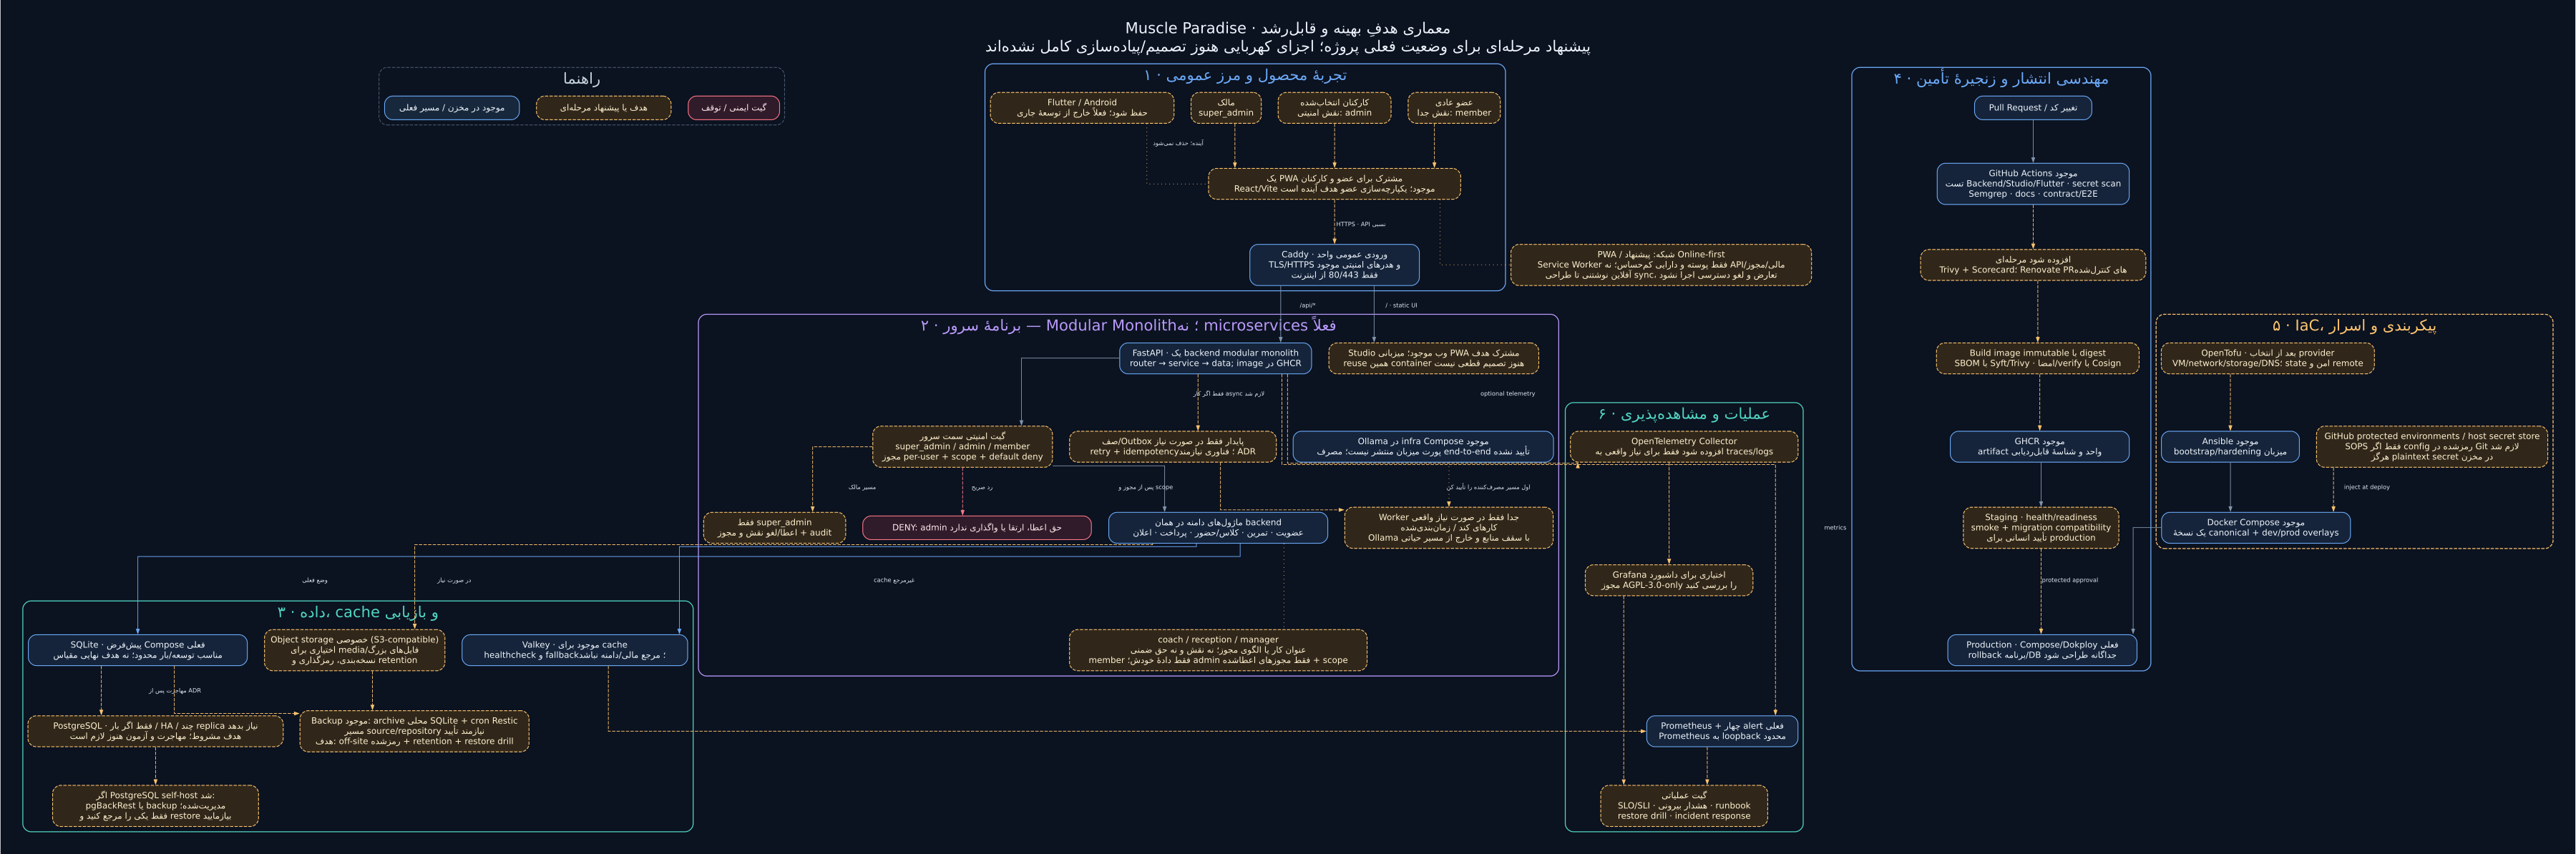 Muscle Paradise · معماری هدفِ بهینه و قابل‌رشد
پیشنهاد مرحله‌ای برای وضعیت فعلی پروژه؛ اجزای کهربایی هنوز تصمیم/پیاده‌سازی کامل نشده‌اند
راهنما
موجود در مخزن / مسیر فعلی
هدف یا پیشنهاد مرحله‌ای
گیت ایمنی / توقف
۱ · تجربهٔ محصول و مرز عمومی
Flutter / Android
حفظ شود؛ فعلاً خارج از توسعهٔ جاری
مالک
super_admin
کارکنان انتخاب‌شده
نقش امنیتی: admin
عضو عادی
نقش جدا: member
آینده؛ حذف نمی‌شود
یک PWA مشترک برای عضو و کارکنان
React/Vite موجود؛ یکپارچه‌سازی عضو هدف آینده است
HTTPS · API نسبی
Caddy · ورودی عمومی واحد
TLS/HTTPS و هدرهای امنیتی موجود
فقط 80/443 از اینترنت
PWA / شبکه: پیشنهاد Online-first
Service Worker فقط پوسته و دارایی کم‌حساس؛ نه API/مالی/مجوز
آفلاین نوشتنی تا طراحی sync، تعارض و لغو دسترسی اجرا نشود
/api/*
/ · static UI
۲ · برنامهٔ سرور — Modular Monolith؛ نه microservices فعلاً
FastAPI · یک backend modular monolith
router → service → data; image در GHCR
Studio وب موجود؛ میزبانی PWA مشترک هدف
reuse همین container هنوز تصمیم قطعی نیست
فقط اگر کار async لازم شد
optional telemetry
گیت امنیتی سمت سرور
super_admin / admin / member
مجوز per-user + scope + default deny
صف/Outbox پایدار فقط در صورت نیاز
retry + idempotency؛ فناوری نیازمند ADR
Ollama در infra Compose موجود
پورت میزبان منتشر نیست؛ مصرف end-to-end تأیید نشده
مسیر مالک
رد صریح
پس از مجوز و scope
اول مسیر مصرف‌کننده را تأیید کن
فقط super_admin
اعطا/لغو نقش و مجوز + audit
DENY: admin حق اعطا، ارتقا یا واگذاری ندارد
ماژول‌های دامنه در همان backend
عضویت · تمرین · کلاس/حضور · پرداخت · اعلان
Worker جدا فقط در صورت نیاز واقعی
کارهای کند / زمان‌بندی‌شده
Ollama با سقف منابع و خارج از مسیر حیاتی
وضع فعلی
در صورت نیاز
cache غیرمرجع
coach / reception / manager
عنوان کار یا الگوی مجوز؛ نه نقش و نه حق ضمنی
member فقط دادهٔ خودش؛ admin فقط مجوزهای اعطاشده + scope
۳ · داده، cache و بازیابی
SQLite · پیش‌فرض Compose فعلی
مناسب توسعه/بار محدود؛ نه هدف نهایی مقیاس
Object storage خصوصی (S3-compatible)
اختیاری برای media/فایل‌های بزرگ
نسخه‌بندی، رمزگذاری و retention
Valkey · موجود برای cache
healthcheck و fallback؛ مرجع مالی/دامنه نباشد
مهاجرت پس از ADR
PostgreSQL · فقط اگر بار / HA / چند replica نیاز بدهد
هدف مشروط؛ مهاجرت و آزمون هنوز لازم است
Backup موجود: archive محلی SQLite + cron Restic
مسیر source/repository نیازمند تأیید
هدف: off-site رمزشده + retention + restore drill
اگر PostgreSQL self-host شد:
pgBackRest یا backup مدیریت‌شده؛
فقط یکی را مرجع کنید و restore بیازمایید
۴ · مهندسی انتشار و زنجیرهٔ تأمین
Pull Request / تغییر کد
GitHub Actions موجود
تست Backend/Studio/Flutter · secret scan
Semgrep · docs · contract/E2E
افزوده شود مرحله‌ای
Trivy + Scorecard؛ Renovate PRهای کنترل‌شده
Build image immutable با digest
SBOM با Syft/Trivy · امضا/verify با Cosign
GHCR موجود
artifact واحد و شناسهٔ قابل‌ردیابی
Staging · health/readiness
smoke + migration compatibility
تأیید انسانی برای production
protected approval
Production · Compose/Dokploy فعلی
rollback برنامه/DB جداگانه طراحی شود
۵ · IaC، پیکربندی و اسرار
OpenTofu · بعد از انتخاب provider
VM/network/storage/DNS؛ state امن و remote
Ansible موجود
bootstrap/hardening میزبان
GitHub protected environments / host secret store
SOPS فقط اگر config رمزشده در Git لازم شد
هرگز plaintext secret در مخزن
inject at deploy
Docker Compose موجود
یک نسخهٔ canonical + dev/prod overlays
۶ · عملیات و مشاهده‌پذیری
OpenTelemetry Collector
افزوده شود فقط برای نیاز واقعی به traces/logs
metrics
Grafana اختیاری برای داشبورد
مجوز AGPL-3.0-only را بررسی کنید
Prometheus + چهار alert فعلی
Prometheus محدود به loopback
گیت عملیاتی
SLO/SLI · هشدار بیرونی · runbook
restore drill · incident response